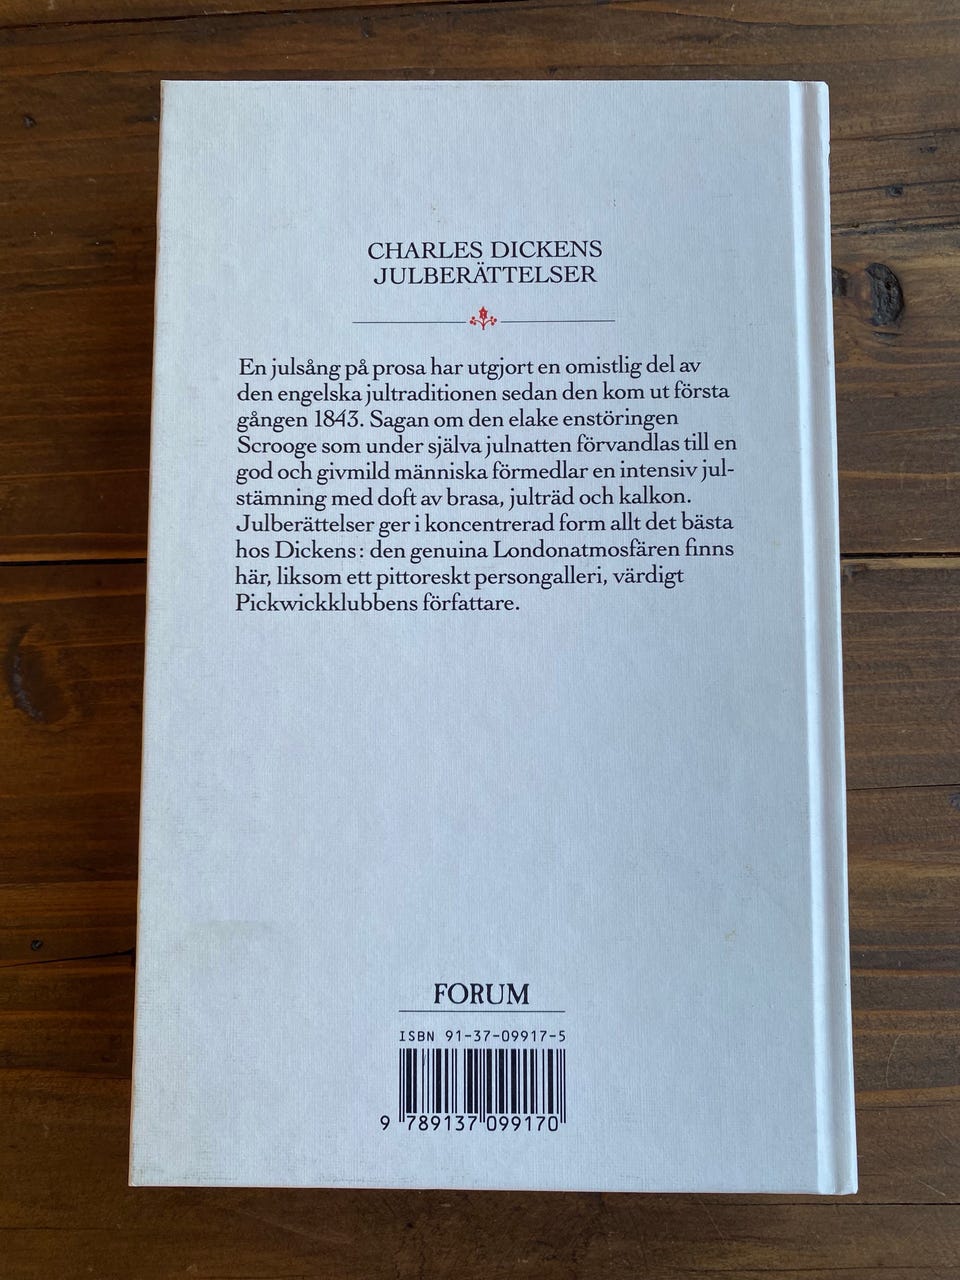 CHARLES DICKENS
JULBERÄTTELSER
En julsång på prosa har utgjort en omistlig del av
den engelska jultraditionen sedan den kom ut första
gången 1843. Sagan om den elake enstöringen
Scrooge som under själva julnatten förvandlas till en
god och givmild människa förmedlar en intensiv jul-
stämning med doft av brasa, julträd och kalkon.
Julberättelser ger i koncentrerad form allt det bästa
hos Dickens: den genuina Londonatmosfären finns
här, liksom ett pittoreskt persongalleri, värdigt
Pickwickklubbens författare.
FORUM
ISBN 91-37-09917-5
9 789137 099170